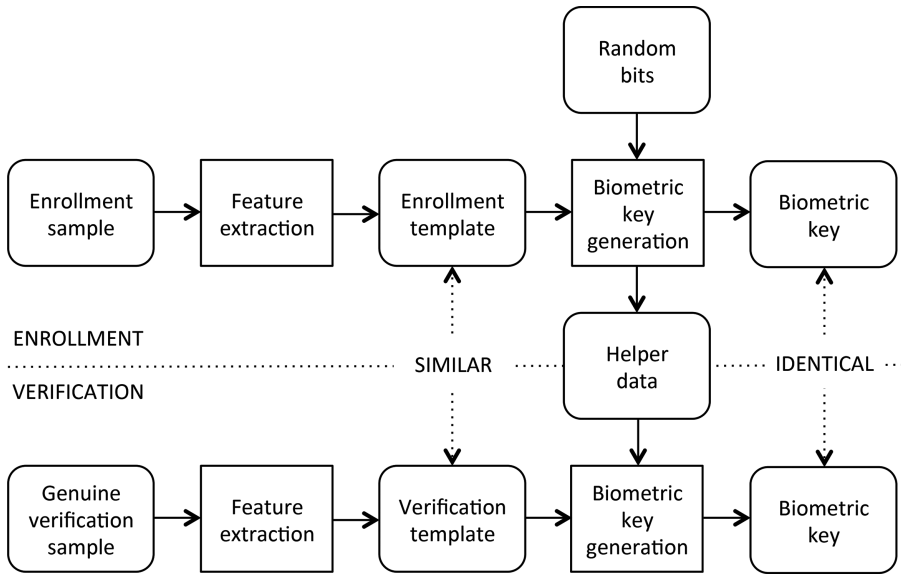 Random
bits
Enrollment
sample
Feature
extraction
Enrollment
template
Biometric
key
generation
Biometric
key
ENROLLMENT
SIMILAR
Helper
data
IDENTICAL
VERIFICATION
Genuine
verification
sample
Feature
extraction
Verification
template
Biometric
key
generation
Biometric
key